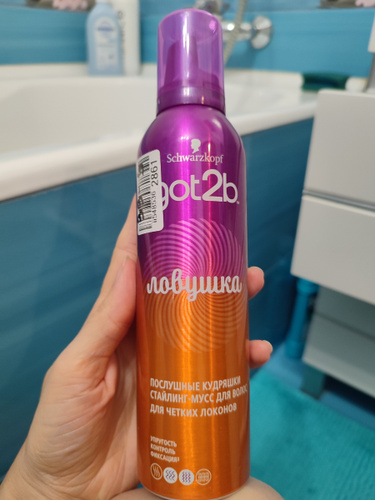 Schwarzkopf
got2b.
ловушка
ПОСЛУШНЫЕ КУДРЯШКИ
СТАЙЛИНГ-МУСС ДЛЯ ВОЛОС
ДЛЯ ЧЕТКИХ ЛОКОНОВ
УПРУГОСТЬ
КОНТРОЛЬ
ФИКСАЦИЯ